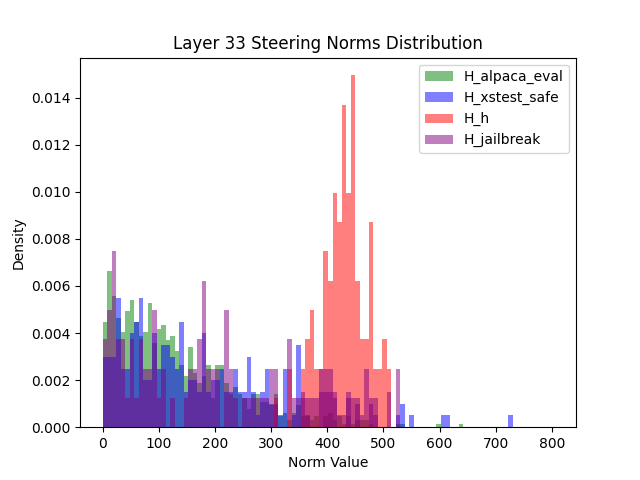 Layer 33 Steering Norms Distribution
H_alpaca_eval
H_xstest_safe
H_h
H_jailbreak
0.014
0.012
0.010
0.008
0.006
0.004
0.002
0.000
Density
0 100 200 300 400 500 600 700 800
Norm Value